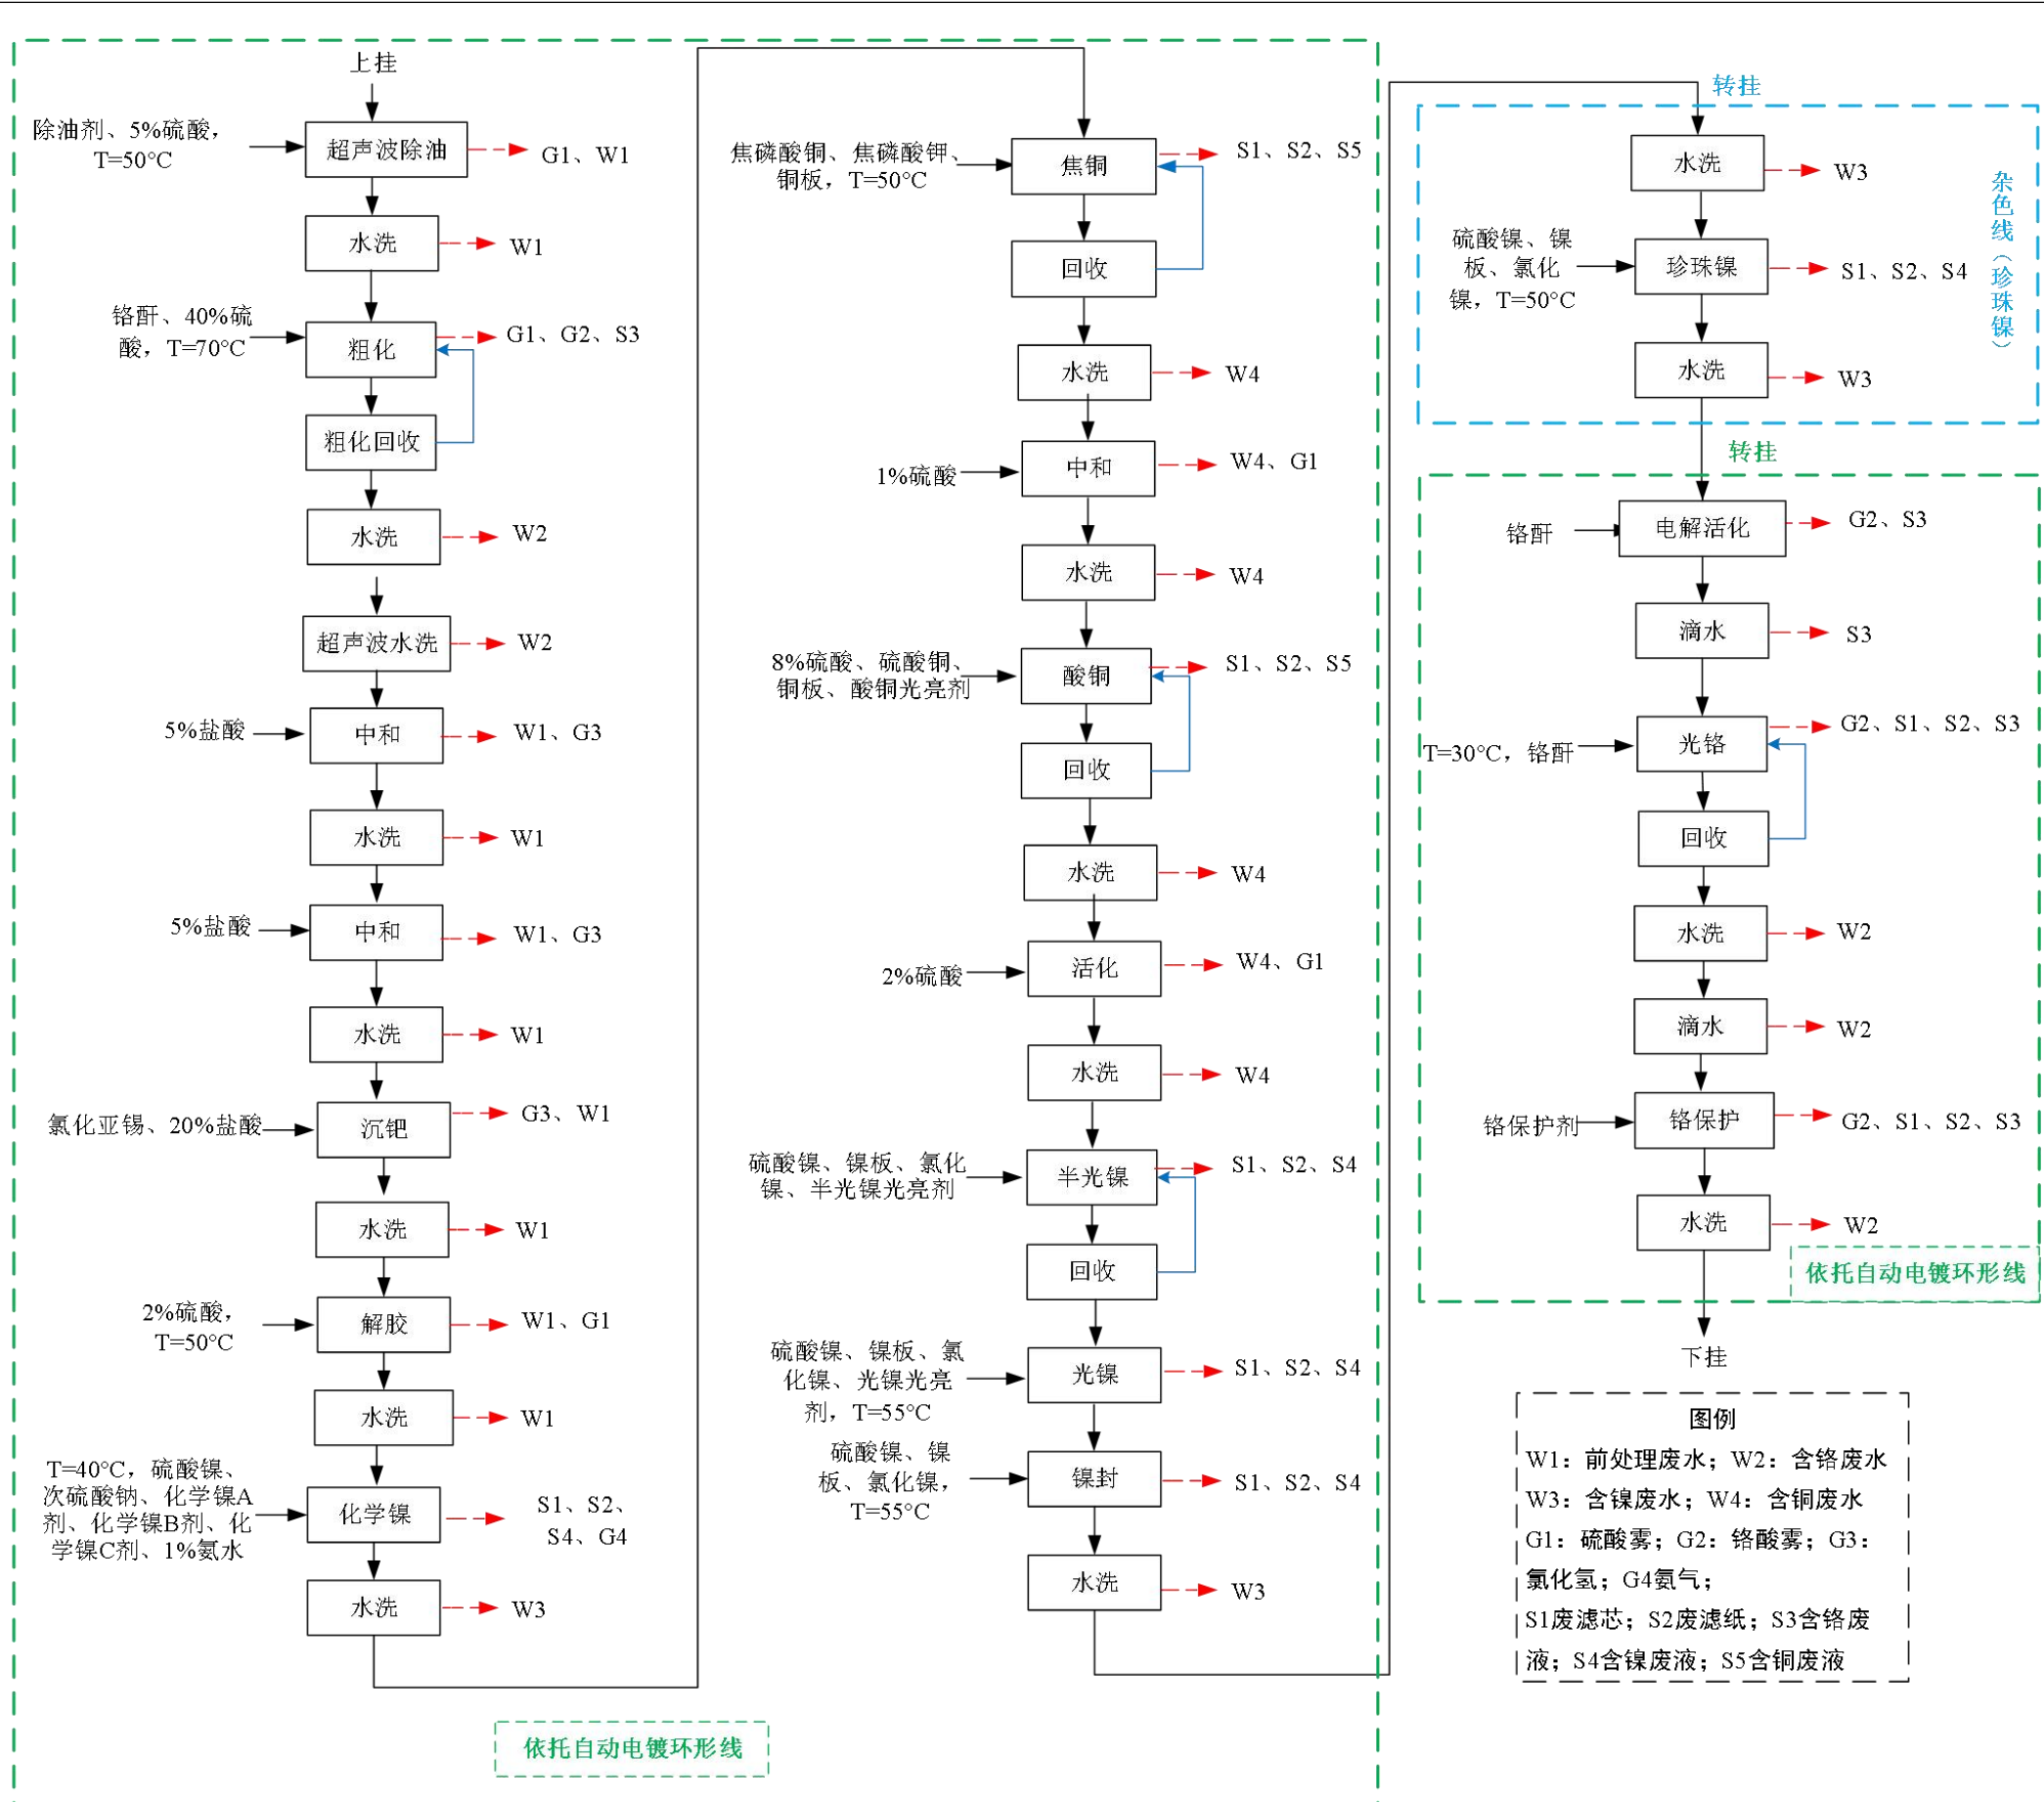 上挂
除油剂、5%硫酸，
T=50°C
超声波除油
G1、W1
水洗
W1
铬酐、40%硫
酸，T=70°C
粗化
G1、G2、S3
粗化回收
水洗
W2
超声波水洗
W2
5%盐酸
中和
W1、G3
水洗
W1
5%盐酸
中和
W1、G3
水洗
W1
氯化亚锡、20%盐酸
沉钯
G3、W1
水洗
W1
2%硫酸，
T=50°C
解胶
W1、G1
水洗
W1
T=40°C，硫酸镍、
次硫酸钠、化学镍A
剂、化学镍B剂、化
学镍C剂、1%氨水
化学镍
S1、S2、
S4、G4
水洗
W3
依托自动电镀环形线
焦磷酸铜、焦磷酸钾、
铜板，T=50°C
焦铜
S1、S2、S5
回收
水洗
W4
1%硫酸
中和
W4、G1
水洗
W4
8%硫酸、硫酸铜、
铜板、酸铜光亮剂
酸铜
S1、S2、S5
回收
水洗
W4
2%硫酸
活化
W4、G1
水洗
W4
硫酸镍、镍板、氯化
镍、半光镍光亮剂
半光镍
S1、S2、S4
回收
硫酸镍、镍板、氯
化镍、光镍光亮
剂，T=55°C
光镍
S1、S2、S4
硫酸镍、镍
板、氯化镍，
T=55°C
镍封
S1、S2、S4
水洗
W3
转挂
杂色线（珍珠镍）
水洗
W3
硫酸镍、镍
板、氯化
镍，T=50°C
珍珠镍
S1、S2、S4
水洗
W3
转挂
铬酐
电解活化
G2、S3
滴水
S3
T=30°C，铬酐
光铬
G2、S1、S2、S3
回收
水洗
W2
滴水
W2
铬保护剂
铬保护
G2、S1、S2、S3
水洗
W2
依托自动电镀环形线
下挂
图例
W1：前处理废水；W2：含铬废水
W3：含镍废水；W4：含铜废水
G1：硫酸雾；G2：铬酸雾；G3：
氯化氢；G4氨气；
S1废滤芯；S2废滤纸；S3含铬废
液；S4含镍废液；S5含铜废液